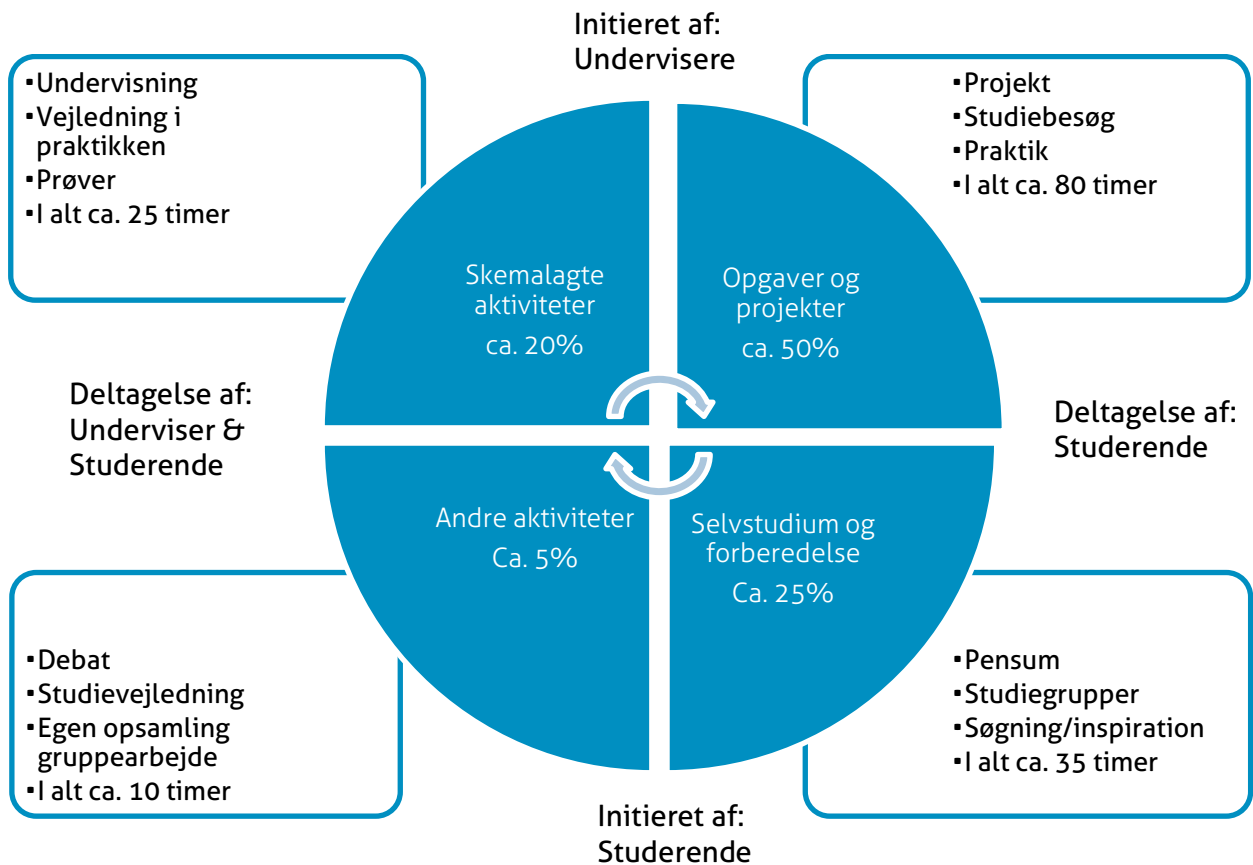 Initieret af:
Undervisere
▪Undervisning
▪Vejledning i
praktikken
▪Prøver
▪I alt ca. 25 timer
▪Projekt
▪Studiebesøg
▪Praktik
▪I alt ca. 80 timer
Skemalagte
aktiviteter
ca. 20%
Opgaver og
projekter
ca. 50%
Deltagelse af:
Underviser &
Studerende
Deltagelse af:
Studerende
Andre aktiviteter
Ca. 5%
Selvstudium og
forberedelse
Ca. 25%
▪Debat
▪Studievejledning
▪Egen opsamling
gruppearbejde
▪I alt ca. 10 timer
▪Pensum
▪Studiegrupper
▪Søgning/inspiration
▪I alt ca. 35 timer
Initieret af:
Studerende